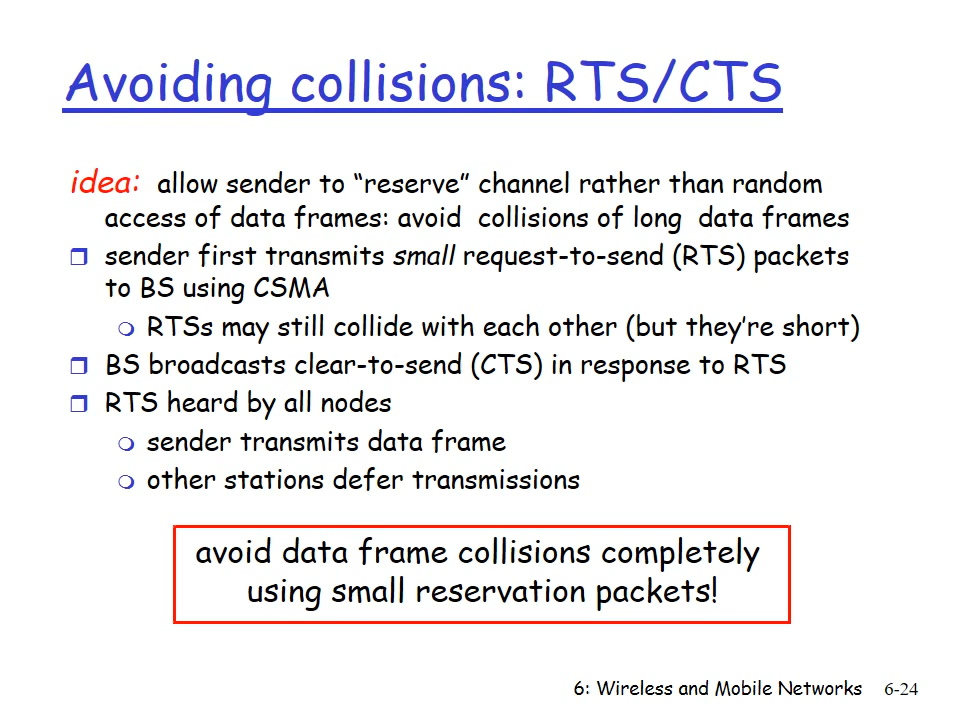 Avoiding collisions: RTS/CTS
idea: allow sender to “reserve” channel rather than random
access of data frames: avoid collisions of long data frames
sender first transmits small request-to-send (RTS) packets
to BS using CSMA
RTSs may still collide with each other (but they’re short)
BS broadcasts clear-to-send (CTS) in response to RTS
RTS heard by all nodes
sender transmits data frame
other stations defer transmissions
avoid data frame collisions completely
using small reservation packets!
6: Wireless and Mobile Networks 6-24